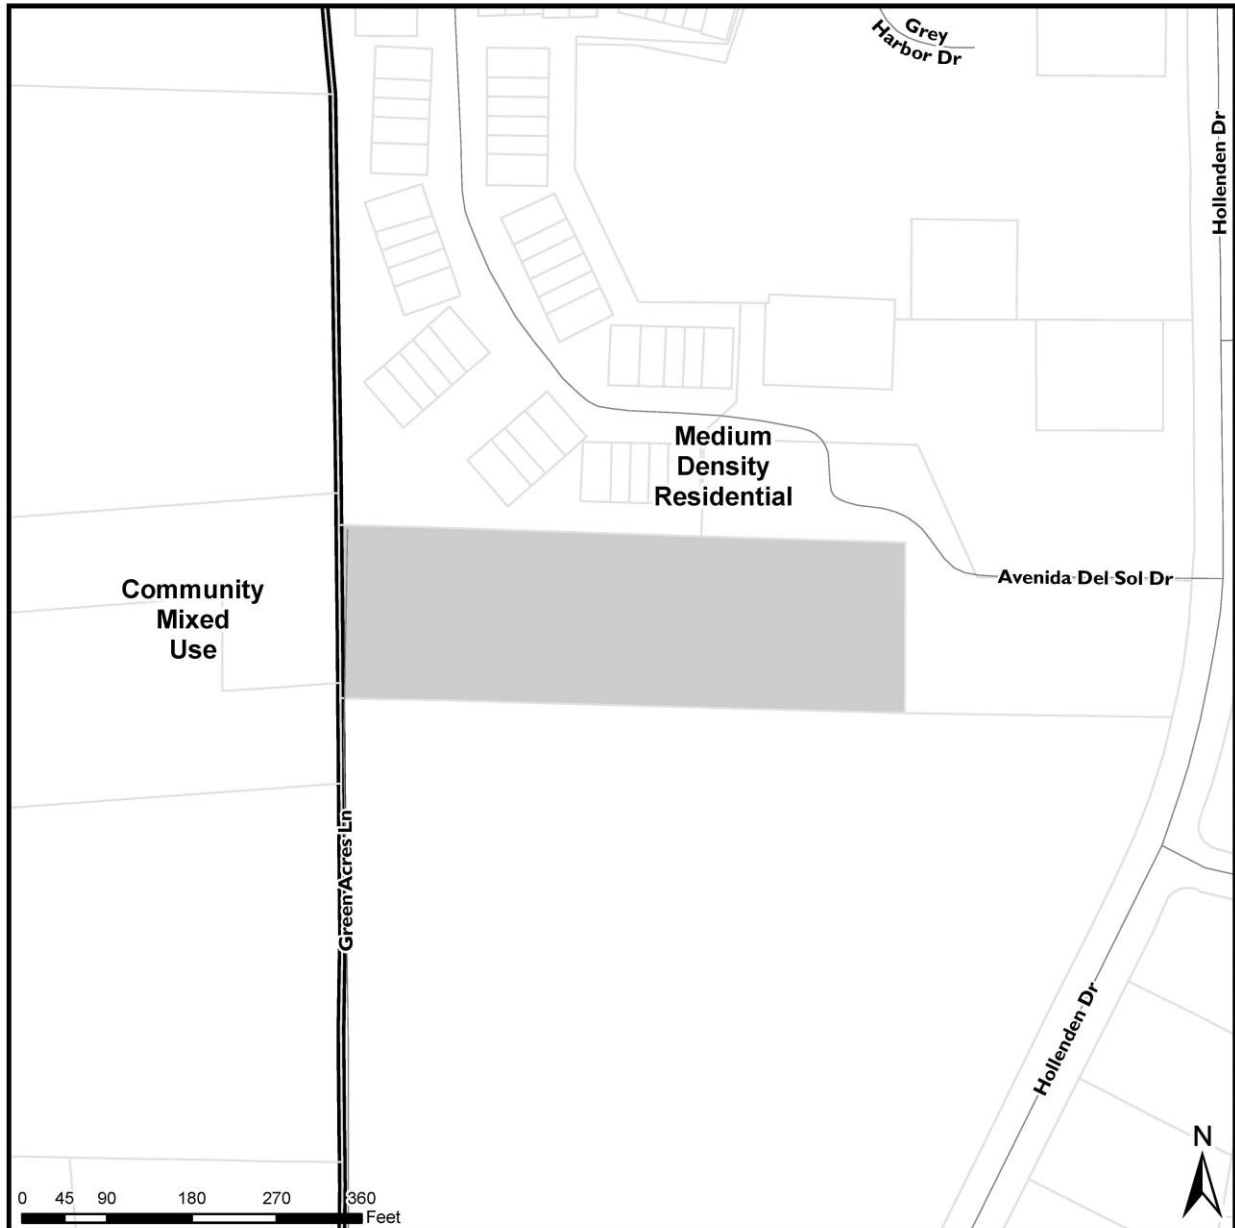 Grey
Harbor Dr
Hollenden Dr
Medium
Density
Residential
Avenida Del Sol Dr
Community
Mixed
Use
Green Acres Ln
Hollenden Dr
N
0 45 90 180 270 360
Feet